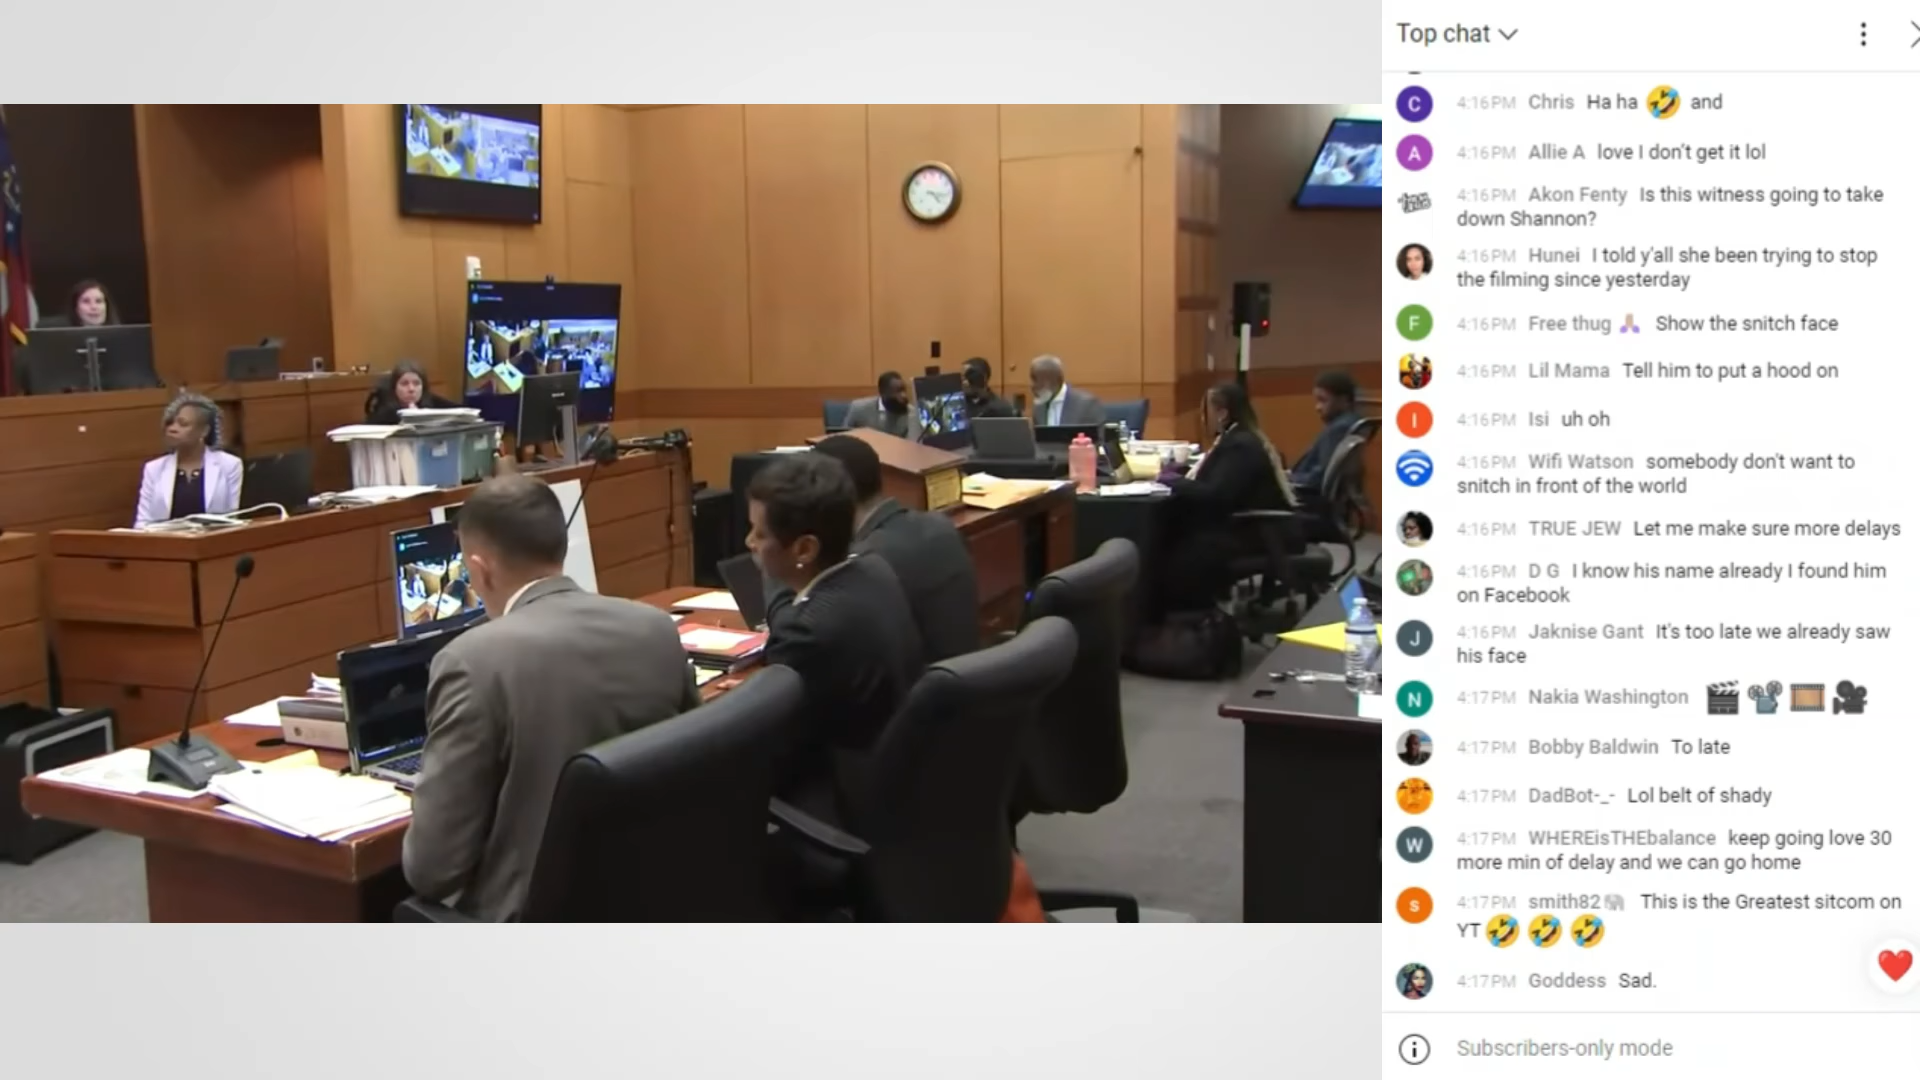 Top chat
4:16 PM Chris Ha ha 🤣 and
4:16 PM Allie A love I don't get it lol
4:16 PM Akon Fenty Is this witness going to take
down Shannon?
4:16 PM Hunei I told y'all she been trying to stop
the filming since yesterday
4:16 PM Free thug 🙏🏼 Show the snitch face
4:16 PM Lil Mama Tell him to put a hood on
4:16 PM Isi uh oh
4:16 PM Wifi Watson somebody don't want to
snitch in front of the world
4:16 PM TRUE JEW Let me make sure more delays
4:16 PM D G I know his name already I found him
on Facebook
4:16 PM Jaknise Gant It's too late we already saw
his face
4:17 PM Nakia Washington 🎬 📽 🎞 🎥
4:17 PM Bobby Baldwin To late
4:17 PM DadBot-_- Lol belt of shady
4:17 PM WHEREisTHEbalance keep going love 30
more min of delay and we can go home
4:17 PM smith82🐘 This is the Greatest sitcom on
YT 🤣 🤣 🤣
4:17 PM Goddess Sad.
Subscribers-only mode
C
A
F
I
J
N
W
s